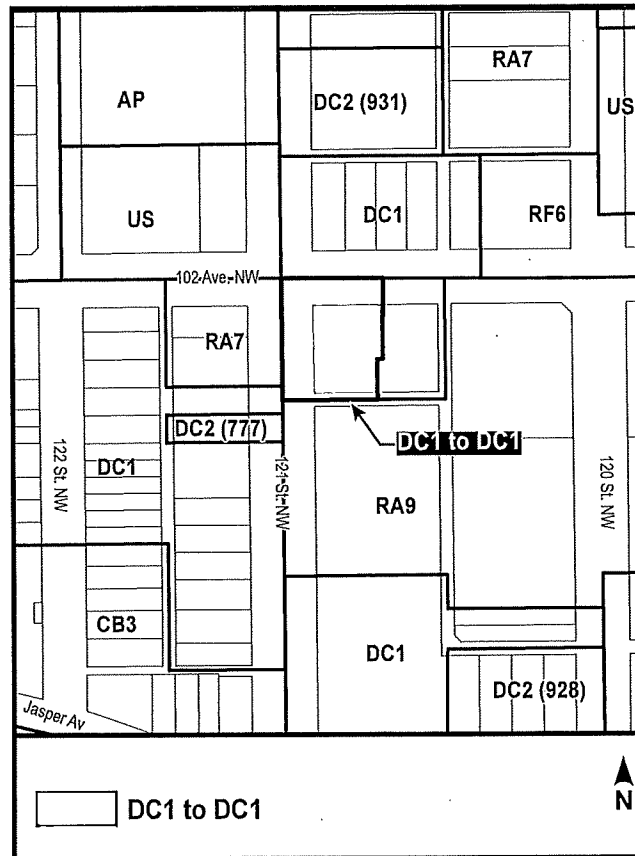 RA7
AP
DC2 (931)
US
US
DC1
RF6
102 Ave. NW
RA7
DC2 (777)
DC1 to DC1
122 St. NW
DC1
121 St. NW
RA9
120 St. NW
CB3
DC1
DC2 (928)
Jasper Av
DC1 to DC1
N